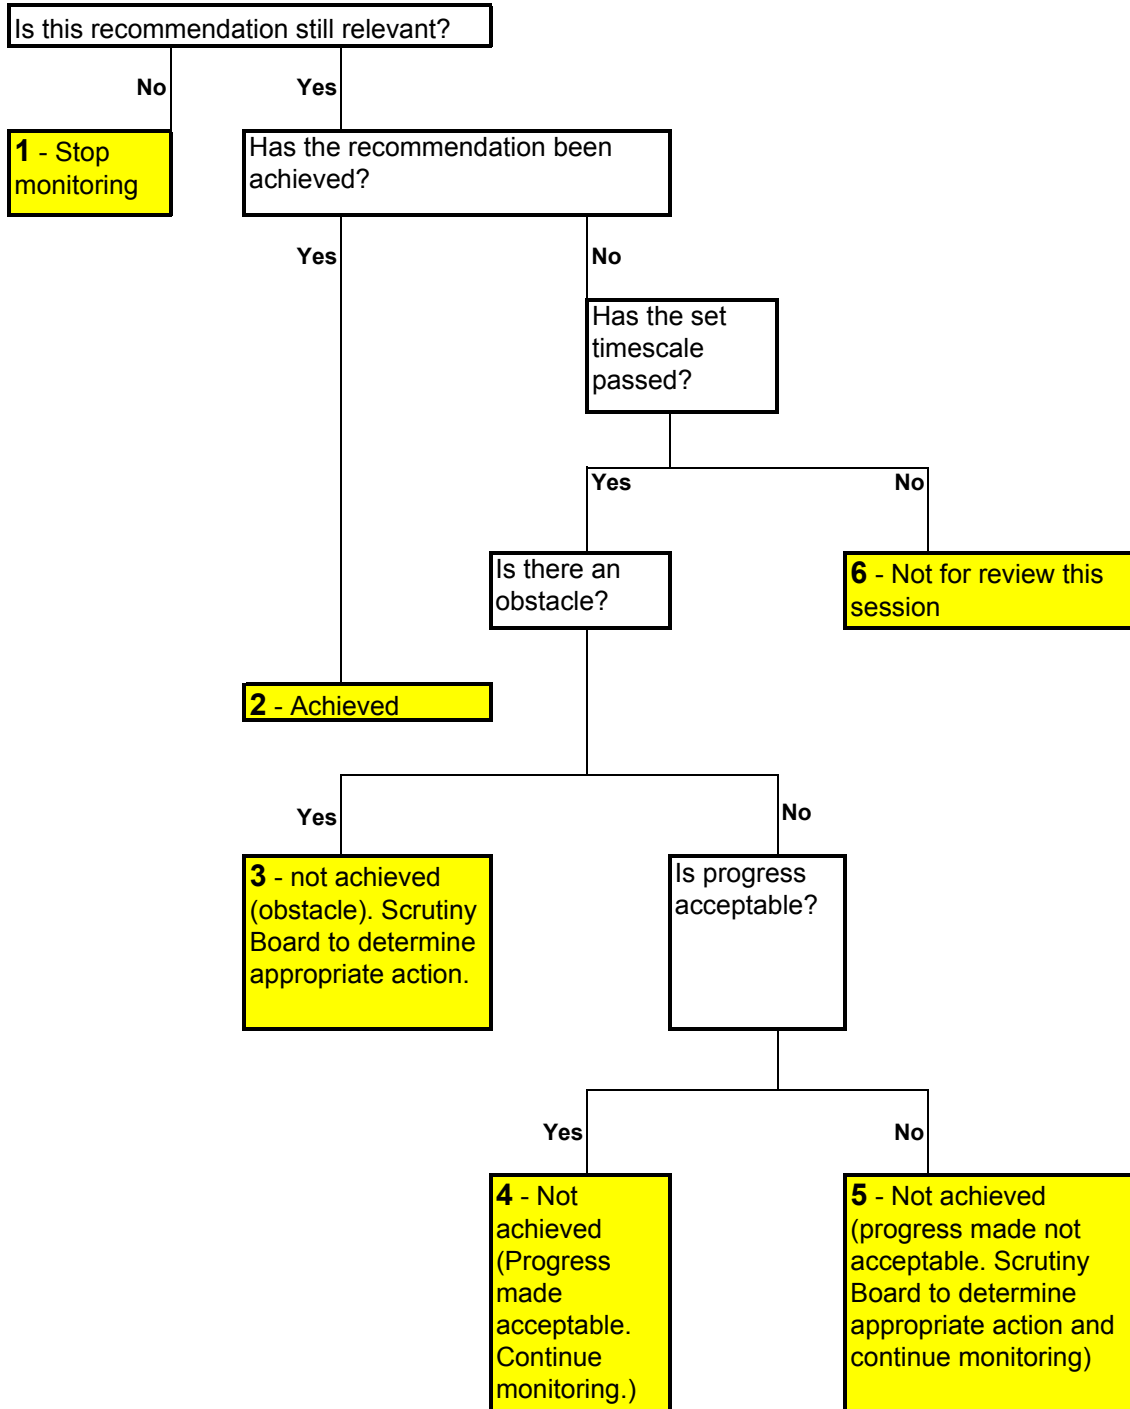 Is this recommendation still relevant?
No
Yes
1 - Stop
monitoring
Has the recommendation been
achieved?
Yes
No
Has the set
timescale
passed?
Yes
No
Is there an
obstacle?
6 - Not for review this
session
2 - Achieved
Yes
No
3 - not achieved
(obstacle). Scrutiny
Board to determine
appropriate action.
Is progress
acceptable?
Yes
No
4 - Not
achieved
(Progress
made
acceptable.
Continue
monitoring.)
5 - Not achieved
(progress made not
acceptable. Scrutiny
Board to determine
appropriate action and
continue monitoring)